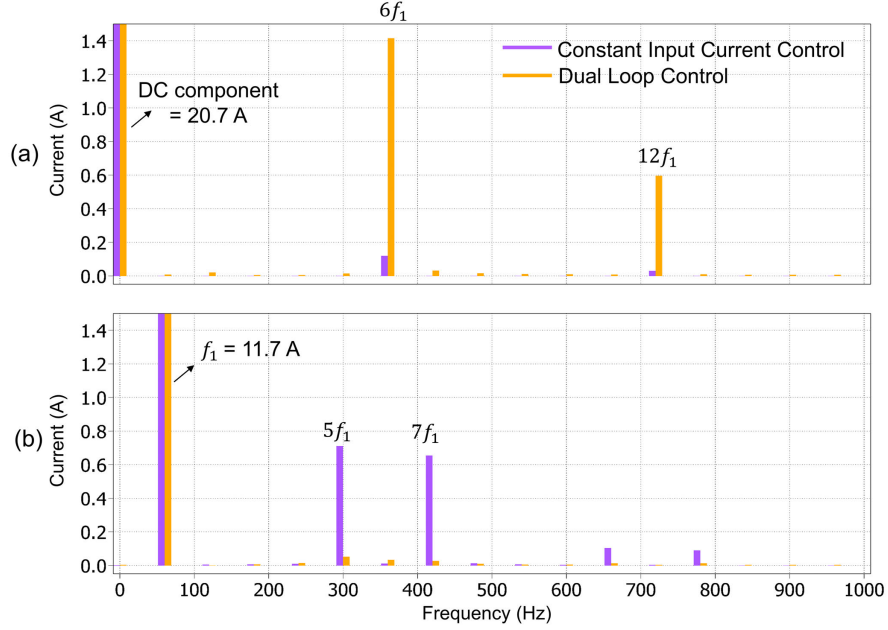 6f₁
1.4
1.2
1.0
0.8
0.6
0.4
0.2
0.0
Current (A)
(a)
DC component
= 20.7 A
Constant Input Current Control
Dual Loop Control
12f₁
1.4
1.2
1.0
0.8
0.6
0.4
0.2
0.0
Current (A)
(b)
f₁ = 11.7 A
5f₁
7f₁
0 100 200 300 400 500 600 700 800 900 1000
Frequency (Hz)